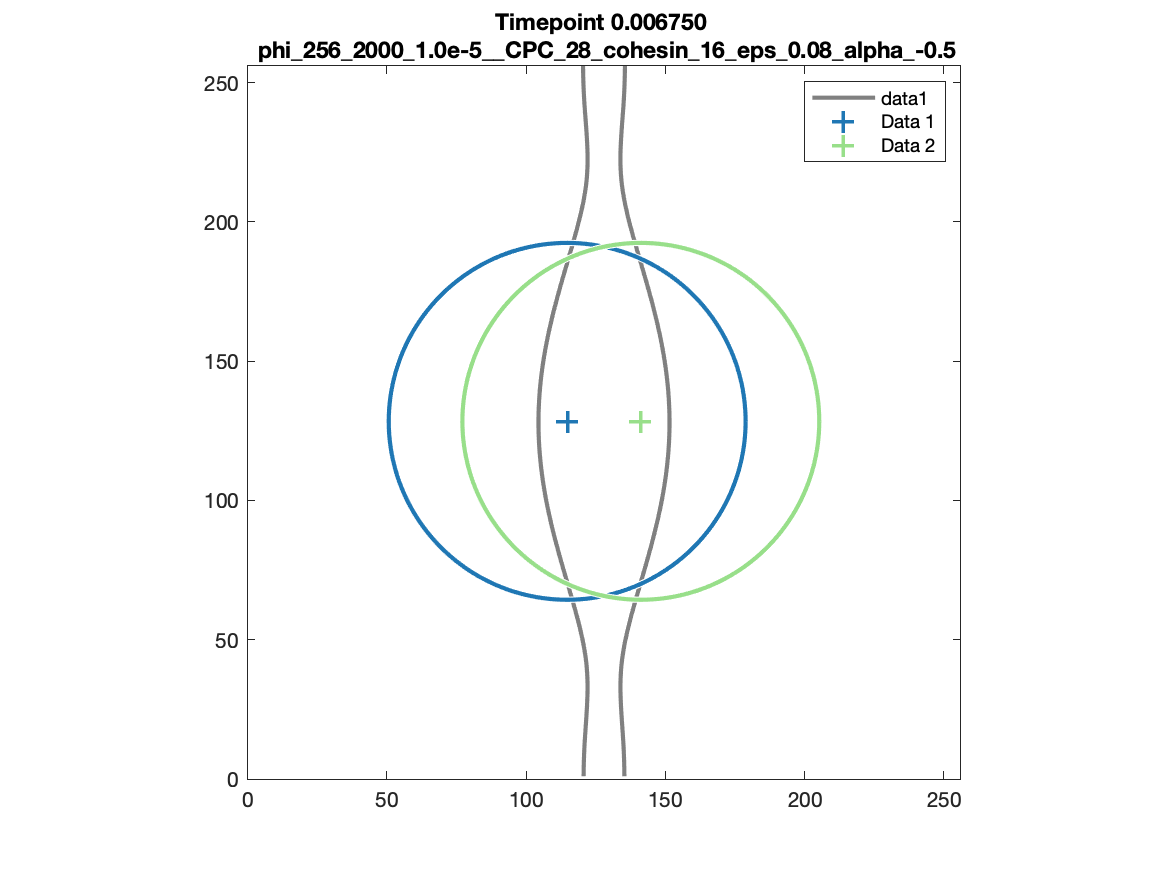 Timepoint 0.006750
phi_256_2000_1.0e-5__CPC_28_cohesin_16_eps_0.08_alpha_-0.5
250
200
150
100
50
0
data1
Data 1
Data 2
0 50 100 150 200 250